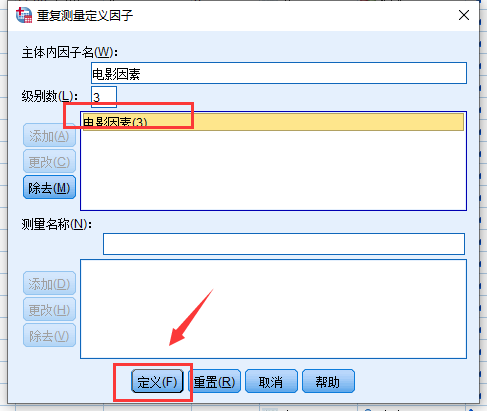 重复测量定义因子
主体内因子名(W)：
电影因素
级别数(L)：
3
添加(A)
更改(C)
除去(M)
电影因素(3)
测量名称(N)：
添加(D)
更改(H)
除去(V)
定义(F)
重置(R)
取消
帮助